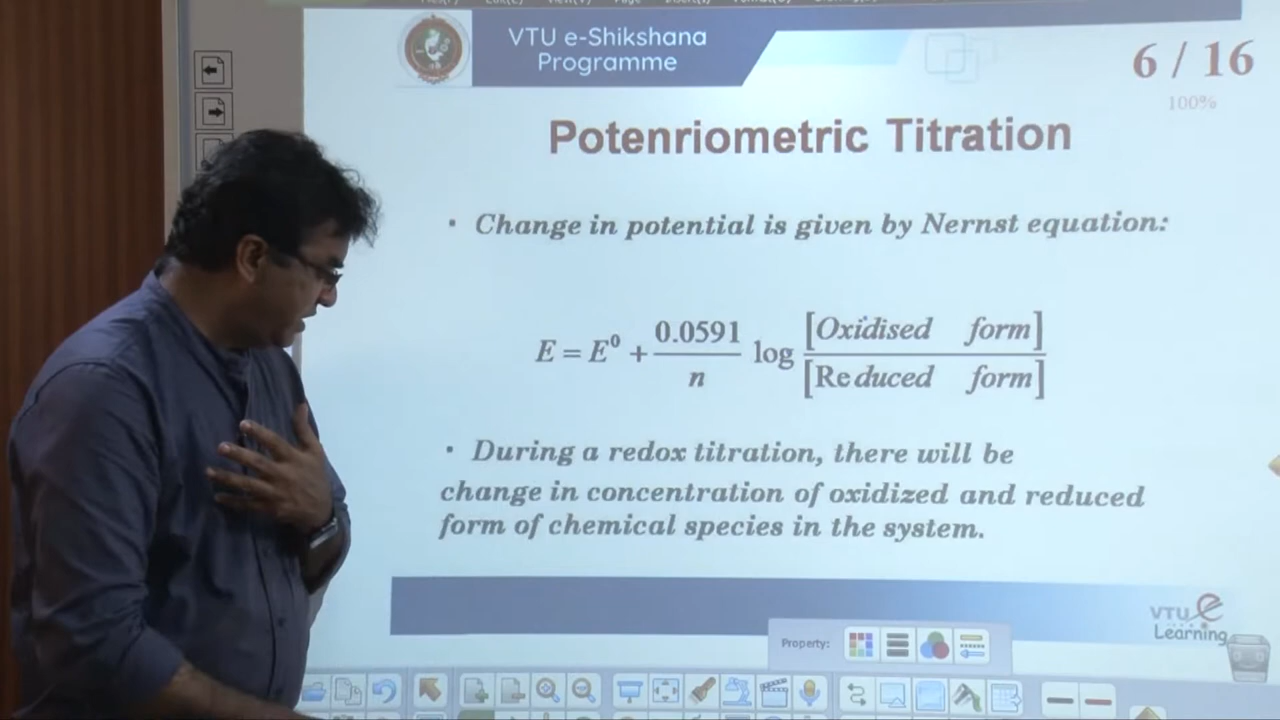 VTU e-Shikshana
Programme
6 / 16
100%
Potenriometric Titration
· Change in potential is given by Nernst equation:
E = E⁰ + 0.0591/n log [Oxidised form]/[Reduced form]
· During a redox titration, there will be
change in concentration of oxidized and reduced
form of chemical species in the system.
VTU e
Learning
Property: